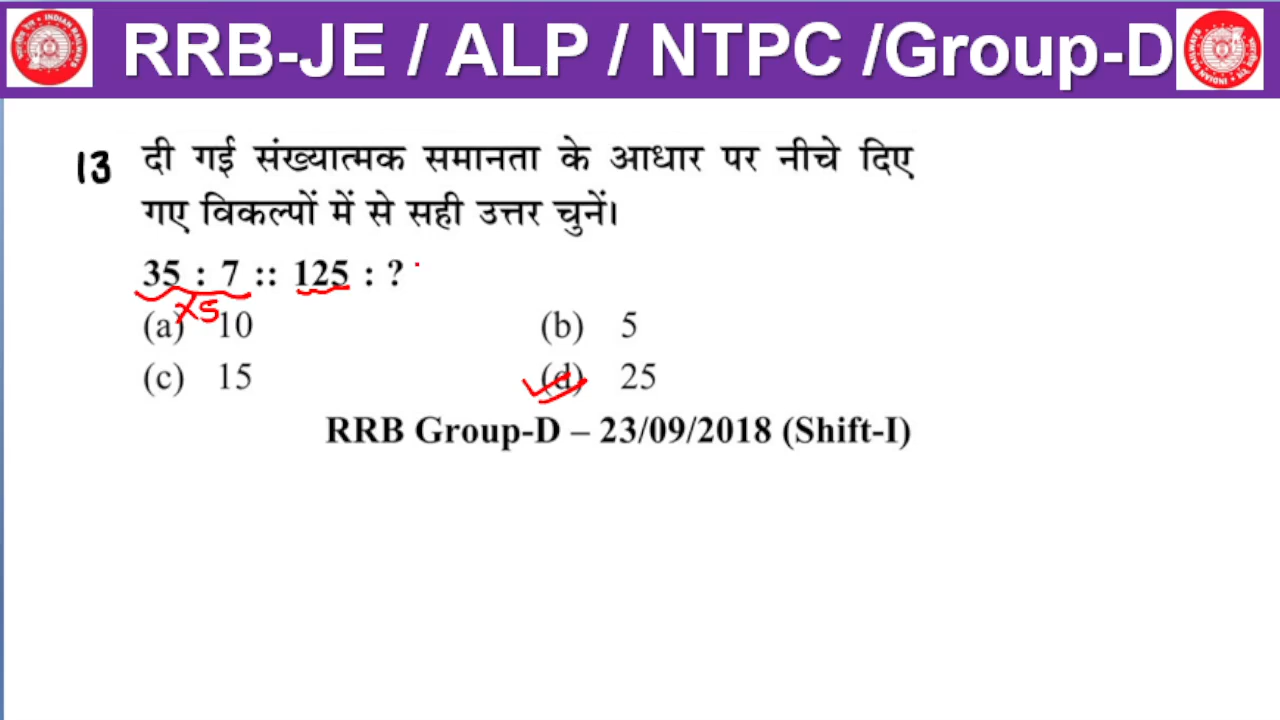 RRB-JE / ALP / NTPC /Group-D
13 दी गई संख्यात्मक समानता के आधार पर नीचे दिए
गए विकल्पों में से सही उत्तर चुनें।
35 : 7 :: 125 : ?
×5
(a) 10 (b) 5
(c) 15 (d) 25
RRB Group-D – 23/09/2018 (Shift-I)